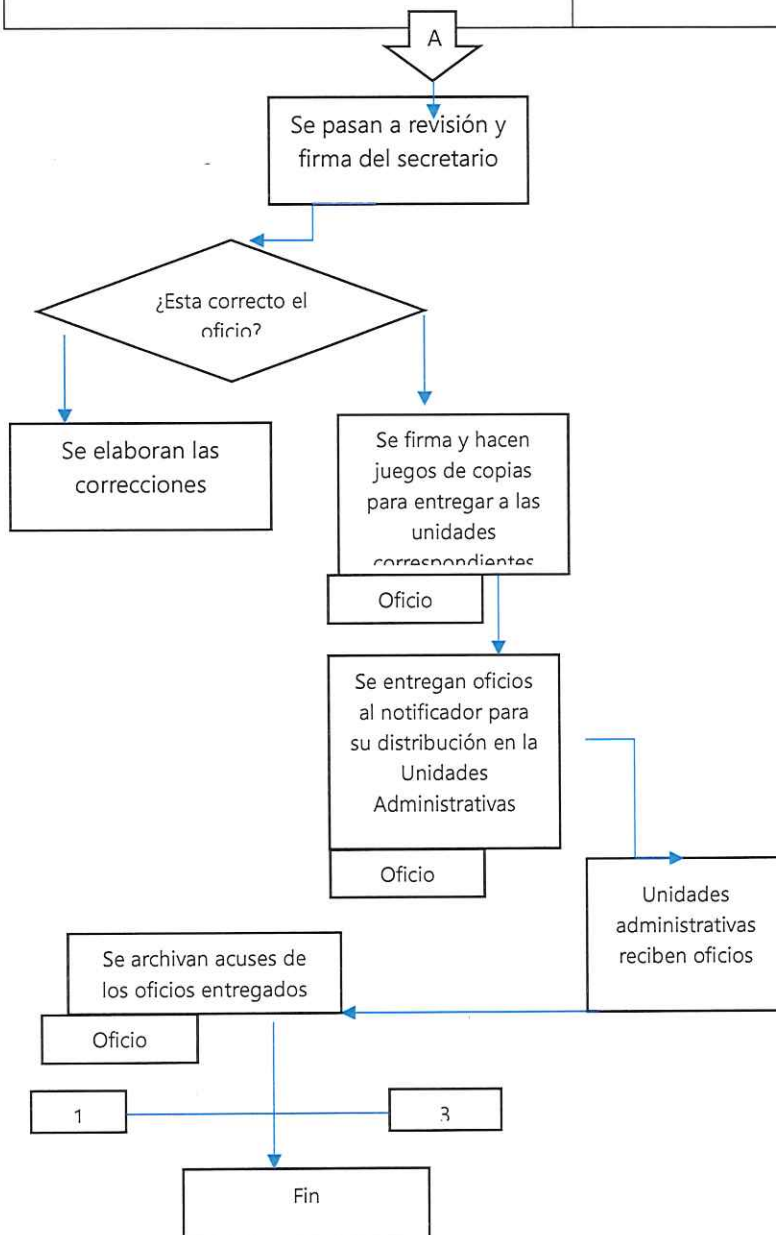 A
Se pasan a revisión y
firma del secretario
¿Esta correcto el
oficio?
Se elaboran las
correcciones
Se firma y hacen
juegos de copias
para entregar a las
unidades
correspondientes
Oficio
Se entregan oficios
al notificador para
su distribución en la
Unidades
Administrativas
Oficio
Unidades
administrativas
reciben oficios
Se archivan acuses de
los oficios entregados
Oficio
1
3
Fin